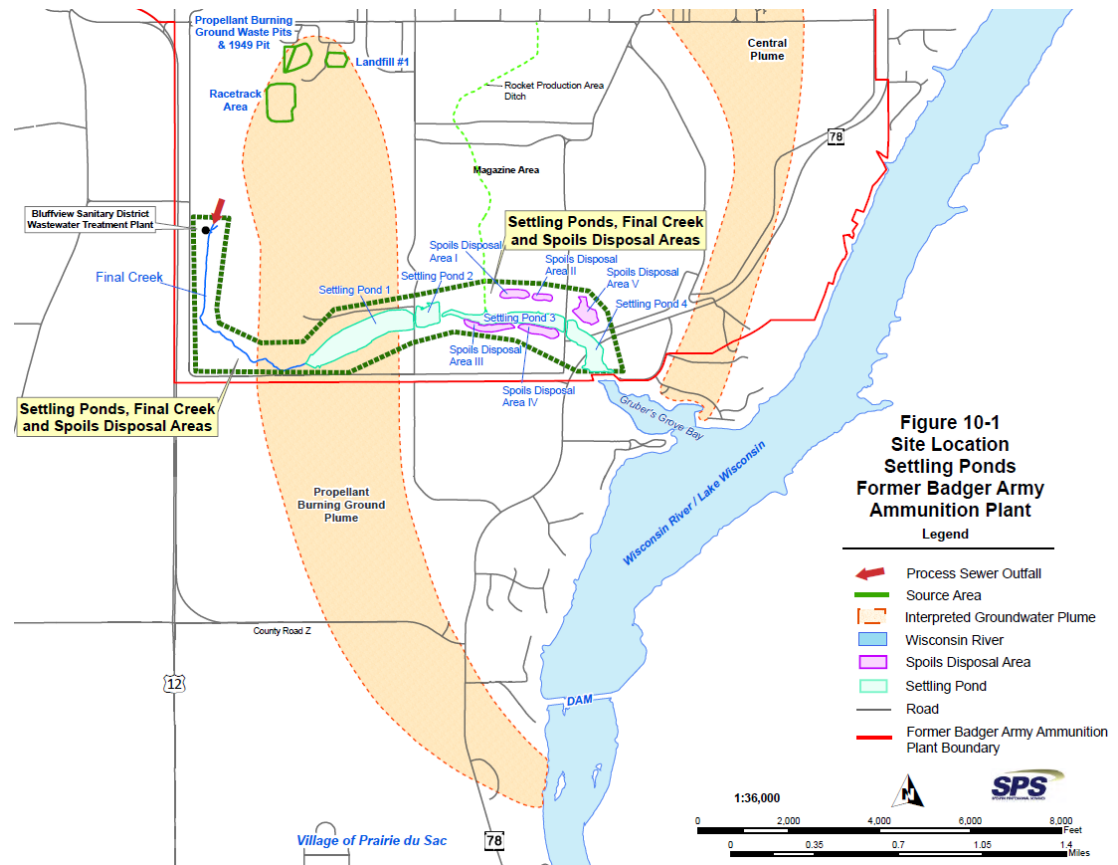 Propellant Burning
Ground Waste Pits
& 1949 Pit
Landfill #1
Racetrack
Area
Rocket Production Area
Ditch
Central
Plume
78
Magazine Area
Bluffview Sanitary District
Wastewater Treatment Plant
Settling Ponds, Final Creek
and Spoils Disposal Areas
Final Creek
Spoils Disposal
Area I
Spoils Disposal
Area II
Spoils Disposal
Area V
Settling Pond 1
Settling Pond 2
Settling Pond 4
Settling Pond 3
Spoils Disposal
Area III
Spoils Disposal
Area IV
Settling Ponds, Final Creek
and Spoils Disposal Areas
Gruber's Grove Bay
Propellant
Burning Ground
Plume
Wisconsin River / Lake Wisconsin
County Road Z
12
DAM
Village of Prairie du Sac
78
Figure 10-1
Site Location
Settling Ponds
Former Badger Army
Ammunition Plant
Legend
Process Sewer Outfall
Source Area
Interpreted Groundwater Plume
Wisconsin River
Spoils Disposal Area
Settling Pond
Road
Former Badger Army Ammunition
Plant Boundary
1:36,000
N
SPS
0 2,000 4,000 6,000 8,000
Feet
0 0.35 0.7 1.05 1.4
Miles